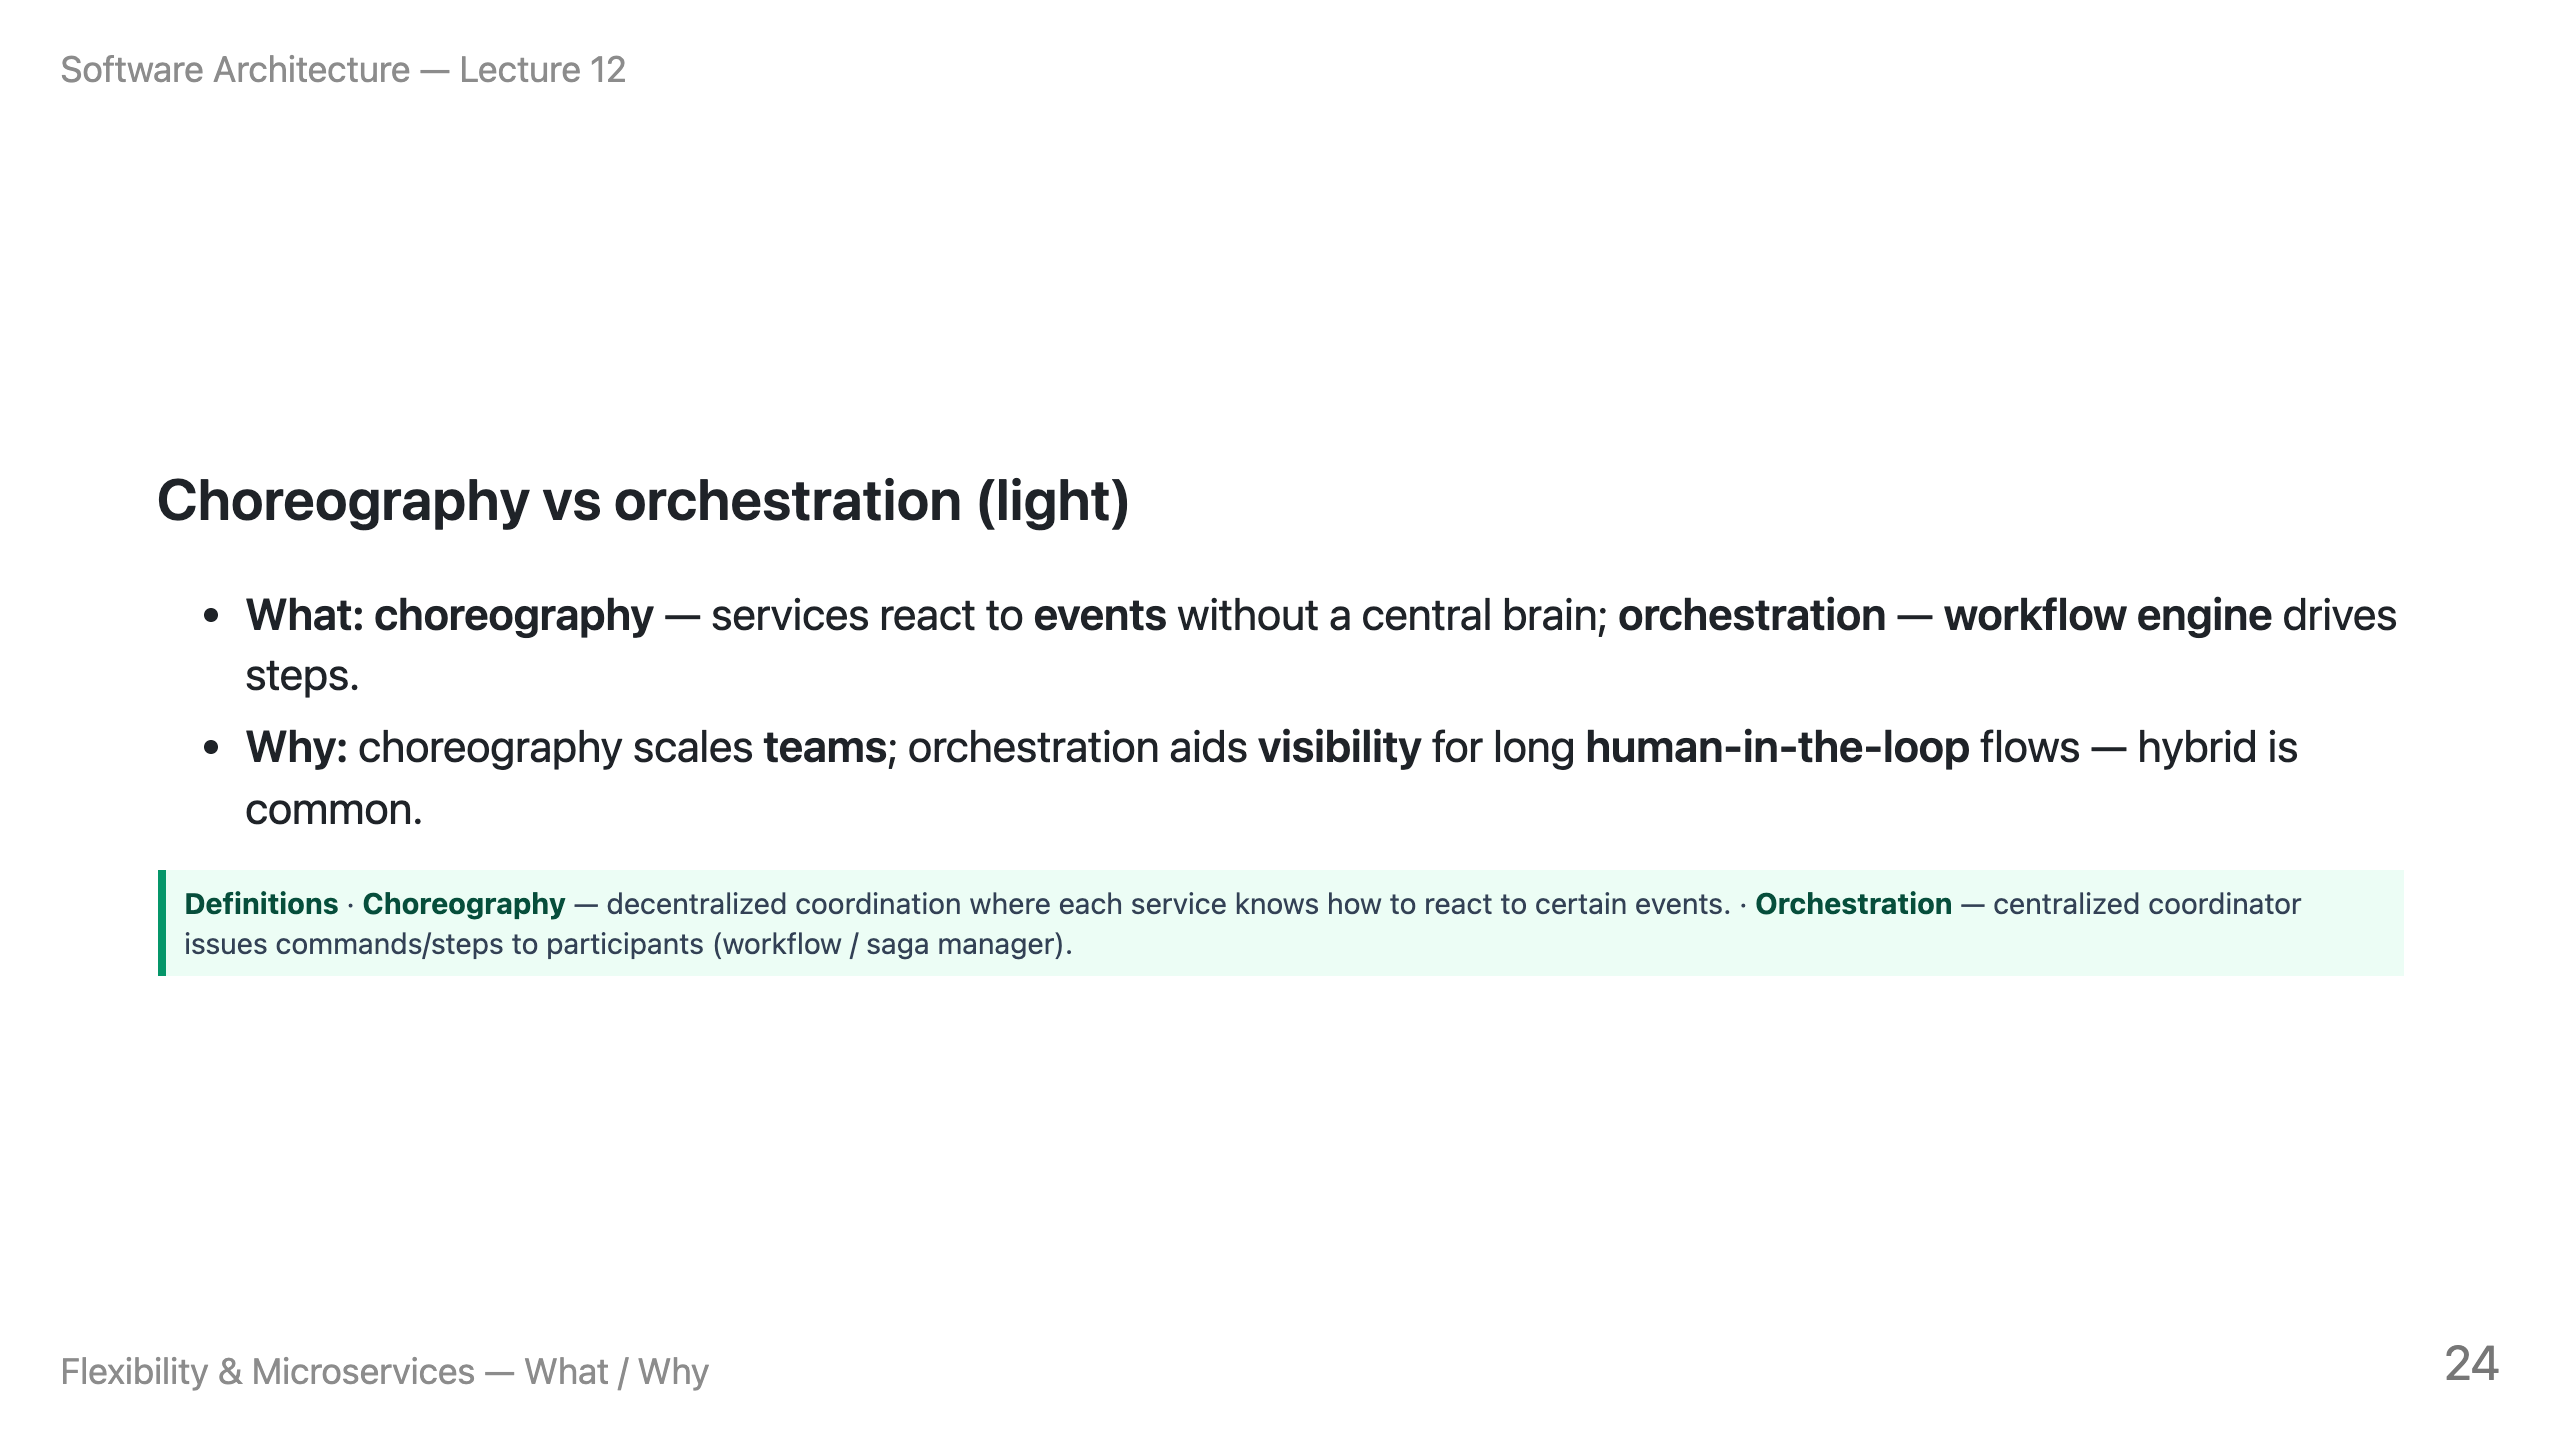 Software Architecture — Lecture 12
Choreography vs orchestration (light)
• What: choreography — services react to events without a central brain; orchestration — workflow engine drives
steps.
• Why: choreography scales teams; orchestration aids visibility for long human-in-the-loop flows — hybrid is
common.
Definitions · Choreography — decentralized coordination where each service knows how to react to certain events. · Orchestration — centralized coordinator
issues commands/steps to participants (workflow / saga manager).
Flexibility & Microservices — What / Why
24